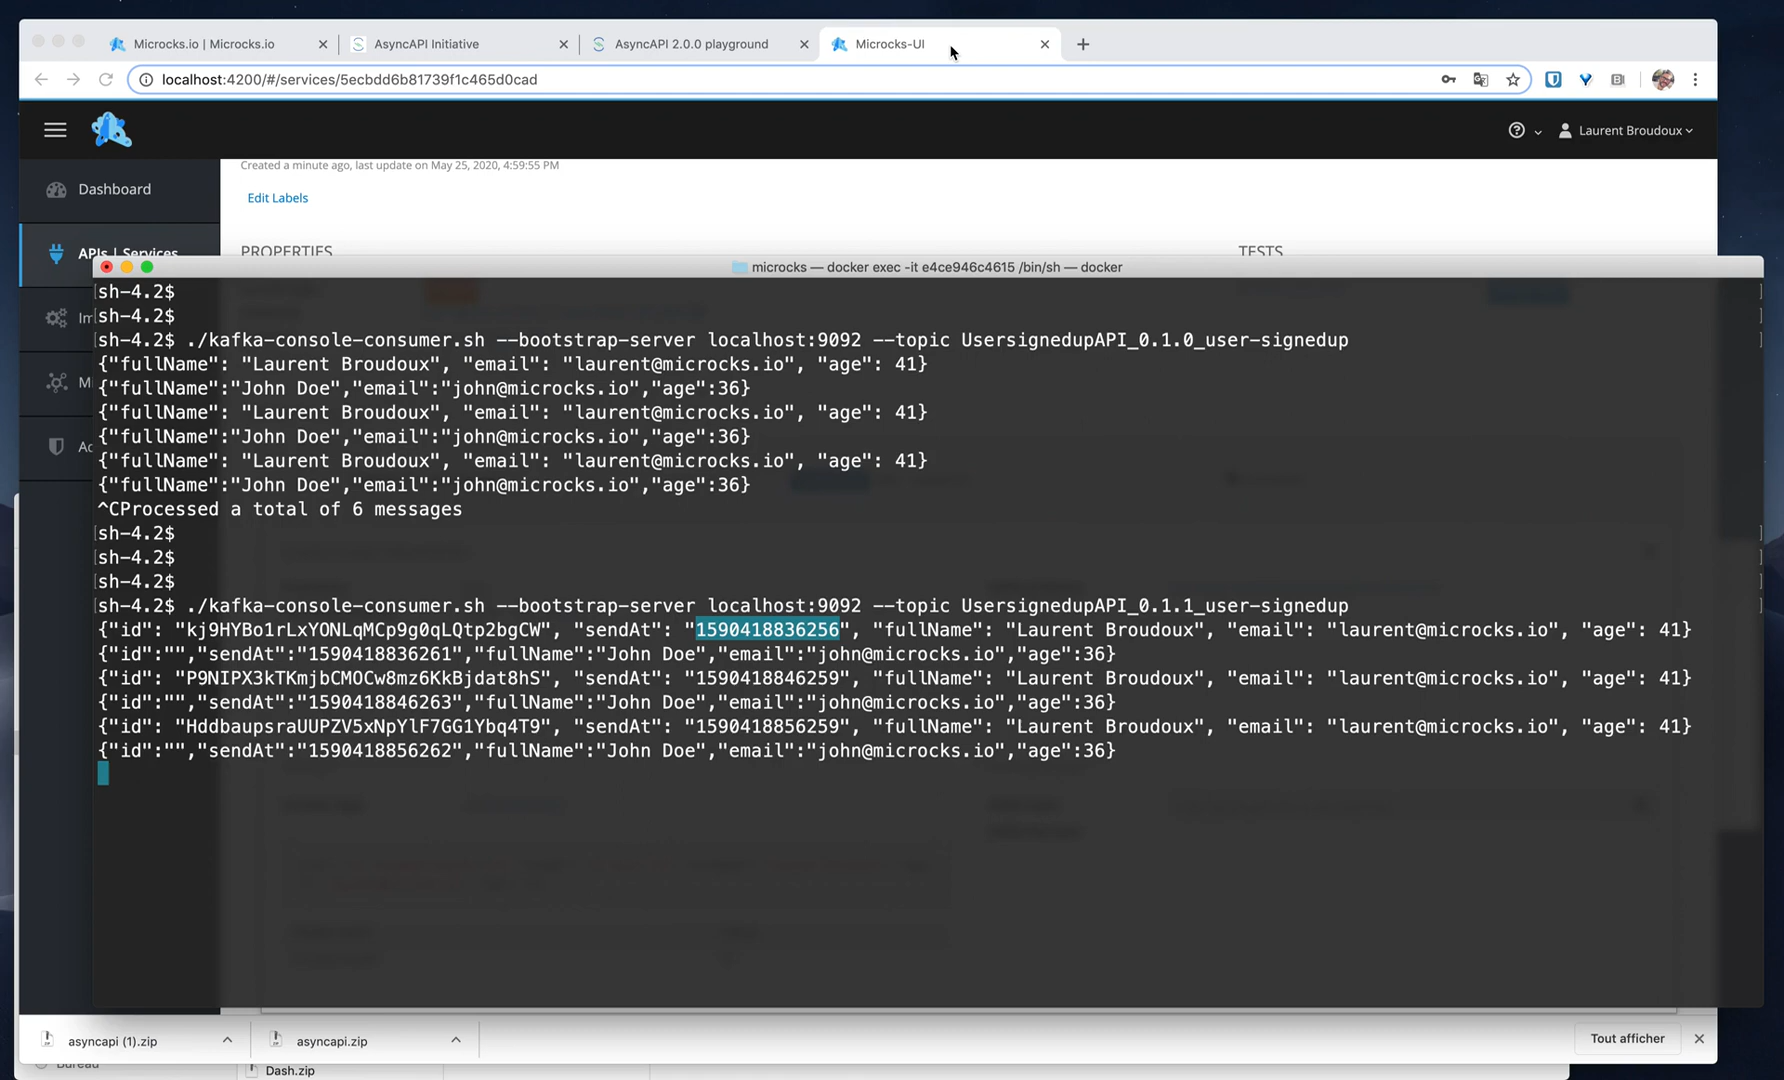 Microcks.io | Microcks.io
AsyncAPI Initiative
AsyncAPI 2.0.0 playground
Microcks-UI
localhost:4200/#/services/5ecbdd6b81739f1c465d0cad
Laurent Broudoux
Created a minute ago, last update on May 25, 2020, 4:59:55 PM
Dashboard
Edit Labels
APIs | Services
PROPERTIES
TESTS
microcks — docker exec -it e4ce946c4615 /bin/sh — docker
sh-4.2$
sh-4.2$
sh-4.2$ ./kafka-console-consumer.sh --bootstrap-server localhost:9092 --topic UsersignedupAPI_0.1.0_user-signedup
{"fullName": "Laurent Broudoux", "email": "laurent@microcks.io", "age": 41}
{"fullName":"John Doe","email":"john@microcks.io","age":36}
{"fullName": "Laurent Broudoux", "email": "laurent@microcks.io", "age": 41}
{"fullName":"John Doe","email":"john@microcks.io","age":36}
{"fullName": "Laurent Broudoux", "email": "laurent@microcks.io", "age": 41}
{"fullName":"John Doe","email":"john@microcks.io","age":36}
^CProcessed a total of 6 messages
sh-4.2$
sh-4.2$
sh-4.2$
sh-4.2$ ./kafka-console-consumer.sh --bootstrap-server localhost:9092 --topic UsersignedupAPI_0.1.1_user-signedup
{"id": "kj9HYBo1rLxYONLqMCp9g0qLQtp2bgCW", "sendAt": "1590418836256", "fullName": "Laurent Broudoux", "email": "laurent@microcks.io", "age": 41}
{"id":"","sendAt":"1590418836261","fullName":"John Doe","email":"john@microcks.io","age":36}
{"id": "P9NIPX3kTKmjbCMOCw8mz6KkBjdat8hS", "sendAt": "1590418846259", "fullName": "Laurent Broudoux", "email": "laurent@microcks.io", "age": 41}
{"id":"","sendAt":"1590418846263","fullName":"John Doe","email":"john@microcks.io","age":36}
{"id": "HddbaupsraUUPZV5xNpYlF7GG1Ybq4T9", "sendAt": "1590418856259", "fullName": "Laurent Broudoux", "email": "laurent@microcks.io", "age": 41}
{"id":"","sendAt":"1590418856262","fullName":"John Doe","email":"john@microcks.io","age":36}
asyncapi (1).zip
asyncapi.zip
Tout afficher
Bureau
Dash.zip